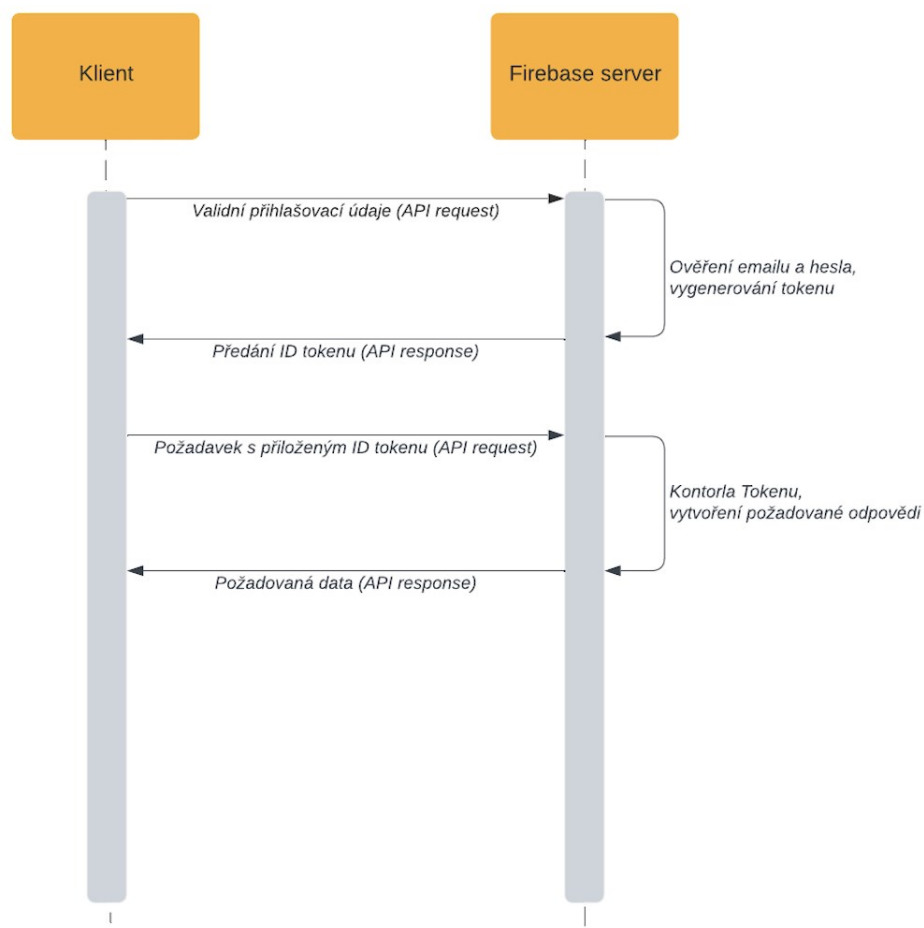 Klient
Firebase server
Validní přihlašovací údaje (API request)
Ověření emailu a hesla,
vygenerování tokenu
Předání ID tokenu (API response)
Požadavek s přiloženým ID tokenu (API request)
Kontorla Tokenu,
vytvoření požadované odpovědi
Požadovaná data (API response)